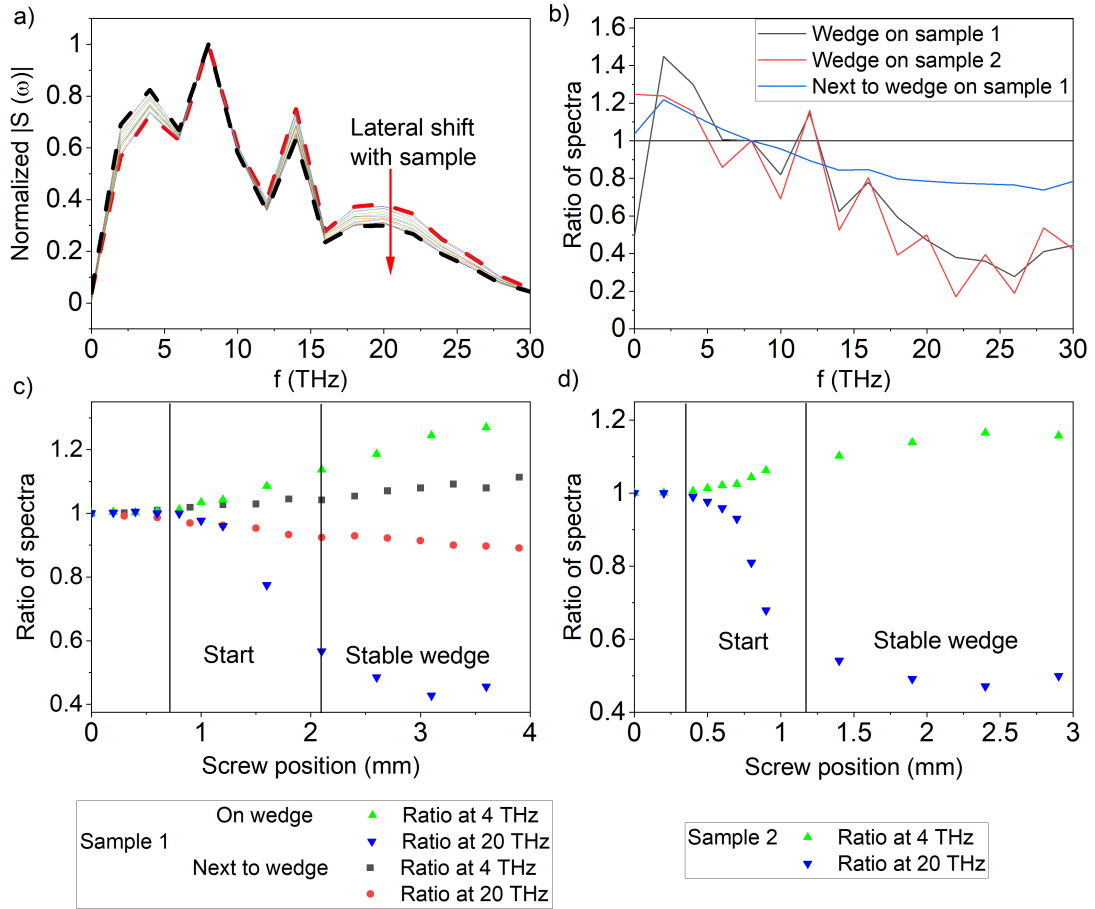 a)
Normalized |S (ω)|
1
0.8
0.6
0.4
0.2
0
Lateral shift
with sample
0 5 10 15 20 25 30
f (THz)
b)
Ratio of spectra
1.6
1.4
1.2
1
0.8
0.6
0.4
0.2
0
Wedge on sample 1
Wedge on sample 2
Next to wedge on sample 1
0 5 10 15 20 25 30
f (THz)
c)
Ratio of spectra
1.2
1
0.8
0.6
0.4
Start
Stable wedge
0 1 2 3 4
Screw position (mm)
d)
Ratio of spectra
1.2
1
0.8
0.6
0.4
Start
Stable wedge
0 0.5 1 1.5 2 2.5 3
Screw position (mm)
On wedge
Ratio at 4 THz
Sample 1
Ratio at 20 THz
Next to wedge
Ratio at 4 THz
Ratio at 20 THz
Sample 2
Ratio at 4 THz
Ratio at 20 THz